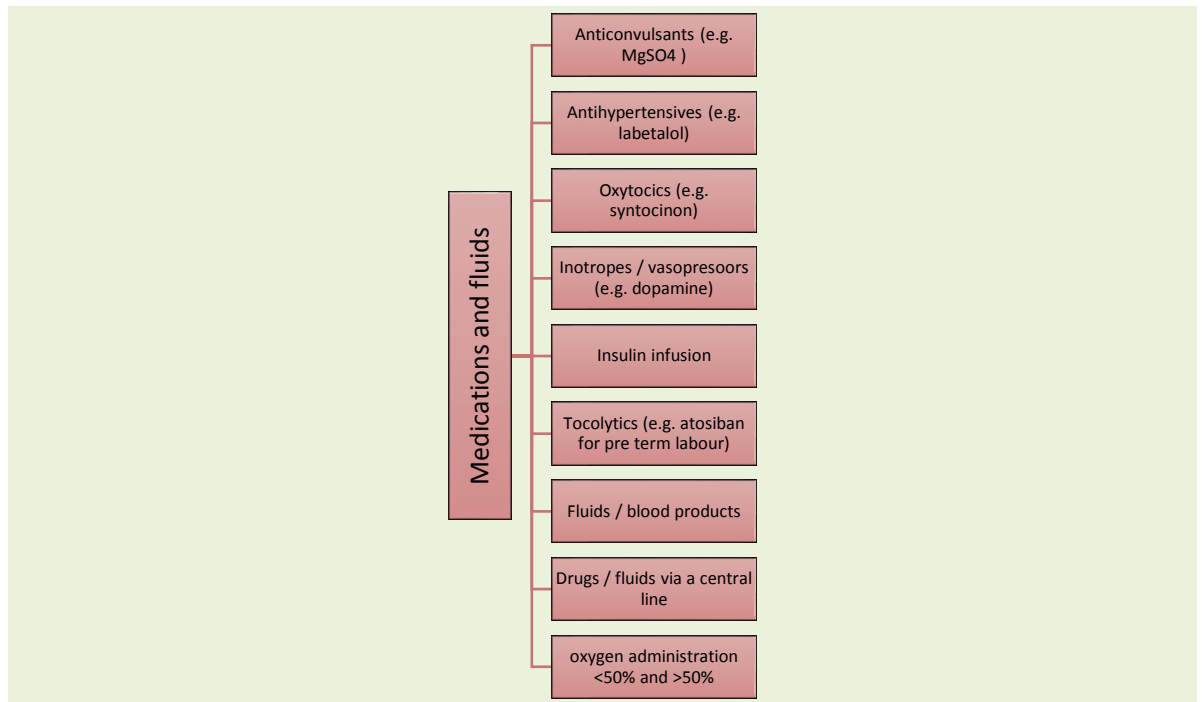 Medications and fluids
Anticonvulsants (e.g.
MgSO4 )
Antihypertensives (e.g.
labetalol)
Oxytocics (e.g.
syntocinon)
Inotropes / vasopresoors
(e.g. dopamine)
Insulin infusion
Tocolytics (e.g. atosiban
for pre term labour)
Fluids / blood products
Drugs / fluids via a central
line
oxygen administration
<50% and >50%